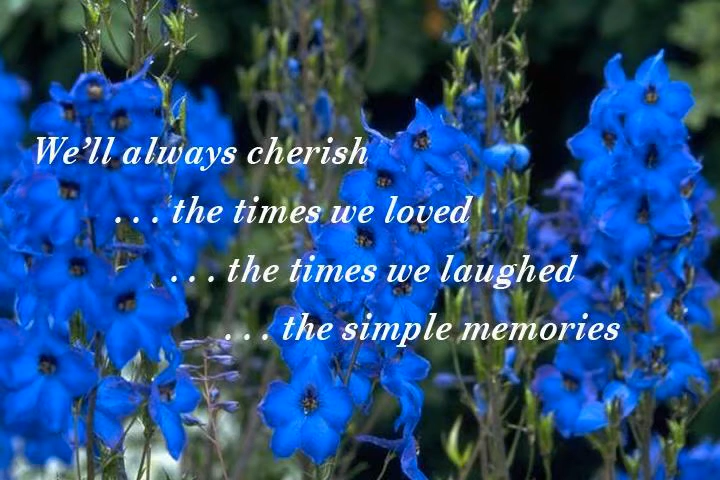 We’ll always cherish
. . . the times we loved
. . . the times we laughed
. . . the simple memories